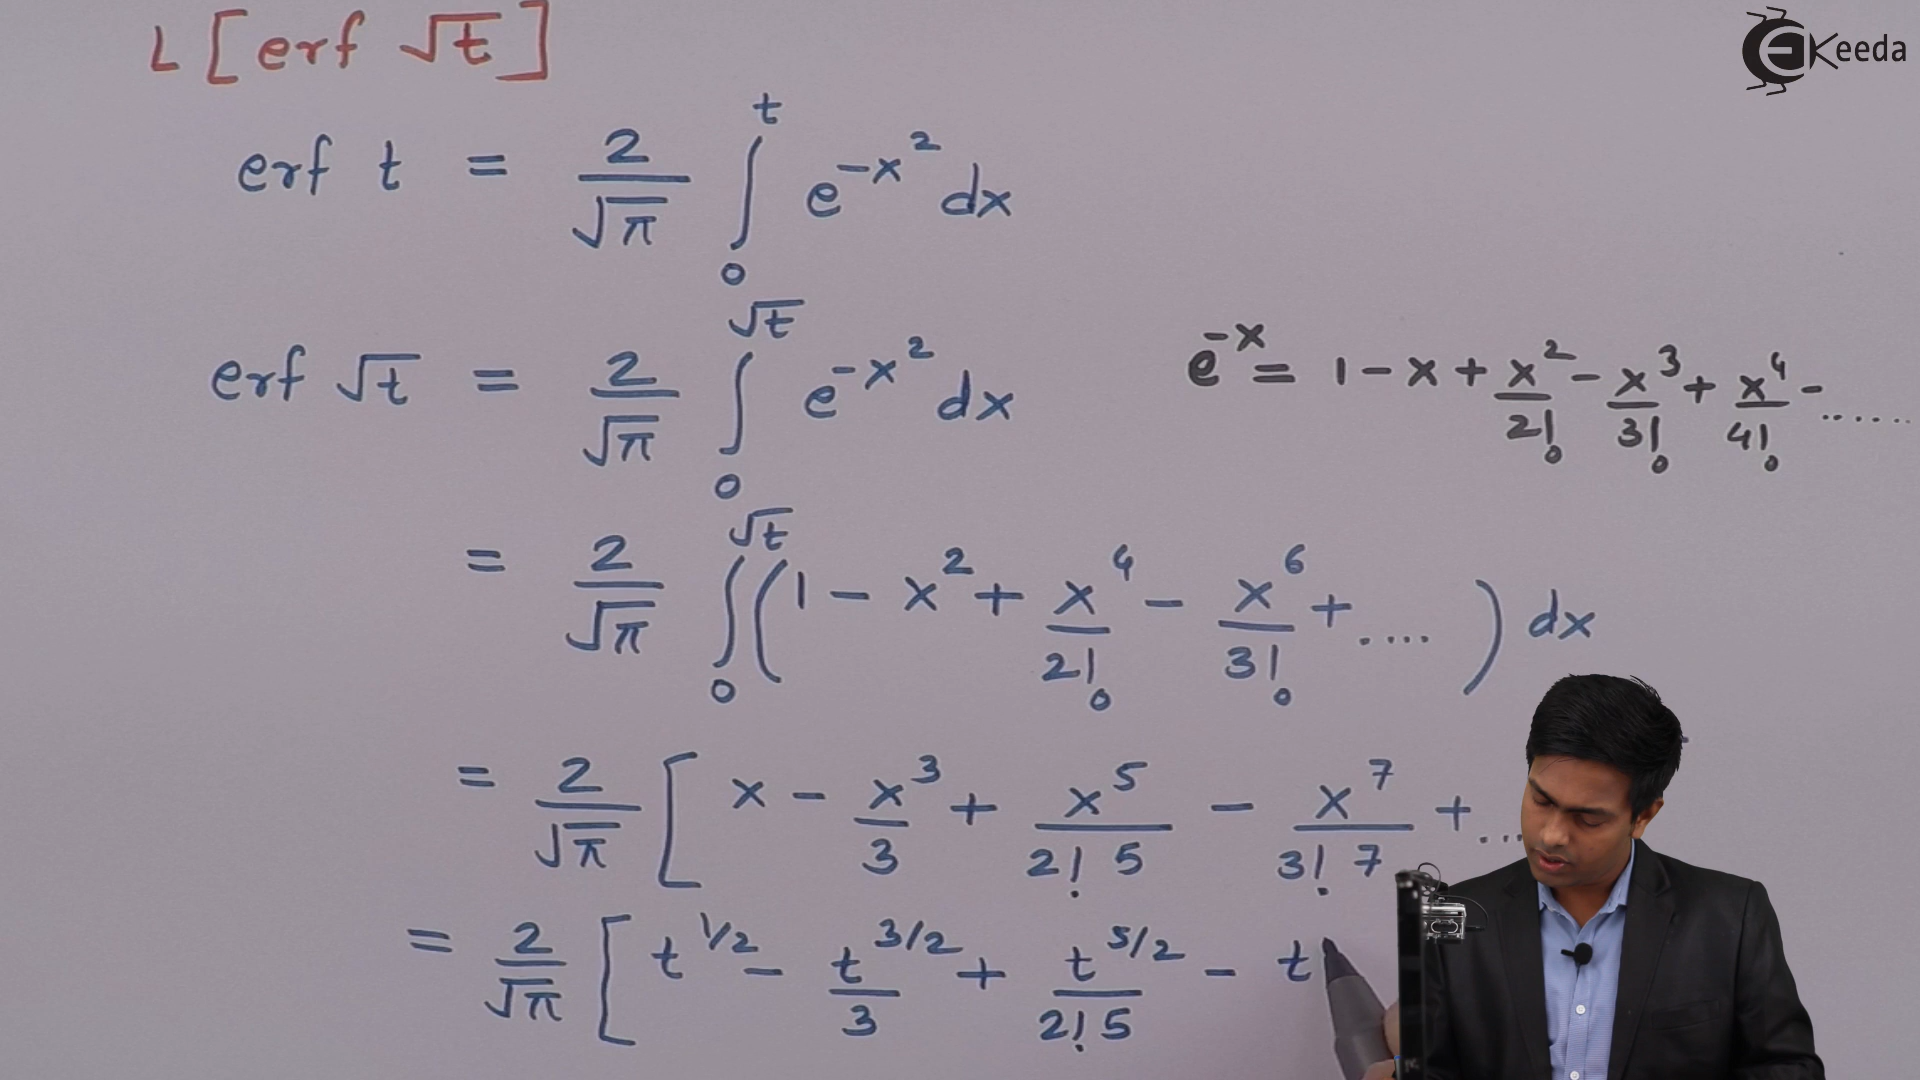 L [ erf √t ]
EKeeda
erf t = 2/√π ∫₀ᵗ e^(-x²) dx
erf √t = 2/√π ∫₀^√t e^(-x²) dx
e^(-x) = 1 - x + x²/2! - x³/3! + x⁴/4! - ......
= 2/√π ∫₀^√t (1 - x² + x⁴/2! - x⁶/3! + ....) dx
= 2/√π [ x - x³/3 + x⁵/2! 5 - x⁷/3! 7 + ...
= 2/√π [ t^1/2 - t^3/2/3 + t^5/2/2! 5 - t